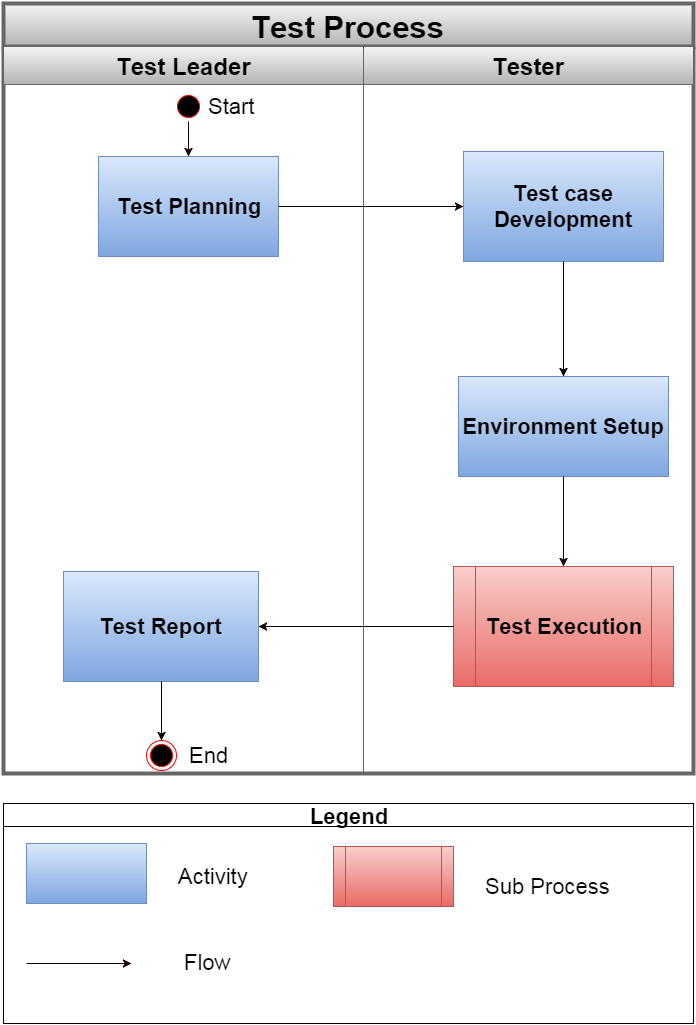 Test Process
Test Leader
Tester
Start
Test Planning
Test case
Development
Environment Setup
Test Execution
Test Report
End
Legend
Activity
Sub Process
Flow